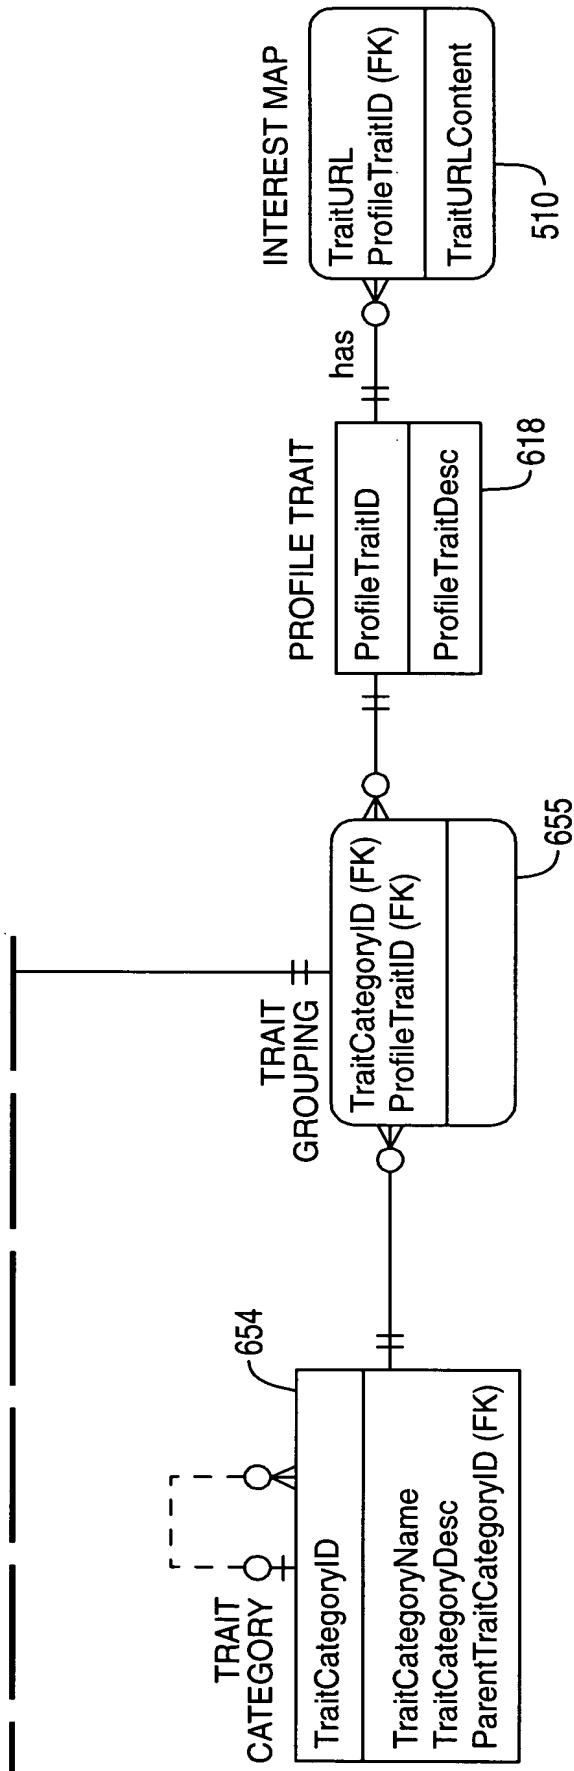 TRAIT
CATEGORY
654
TraitCategoryID
TraitCategoryName
TraitCategoryDesc
ParentTraitCategoryID (FK)
TRAIT
GROUPING
TraitCategoryID (FK)
ProfileTraitID (FK)
655
PROFILE TRAIT
ProfileTraitID
ProfileTraitDesc
618
has
INTEREST MAP
TraitURL
ProfileTraitID (FK)
TraitURLContent
510